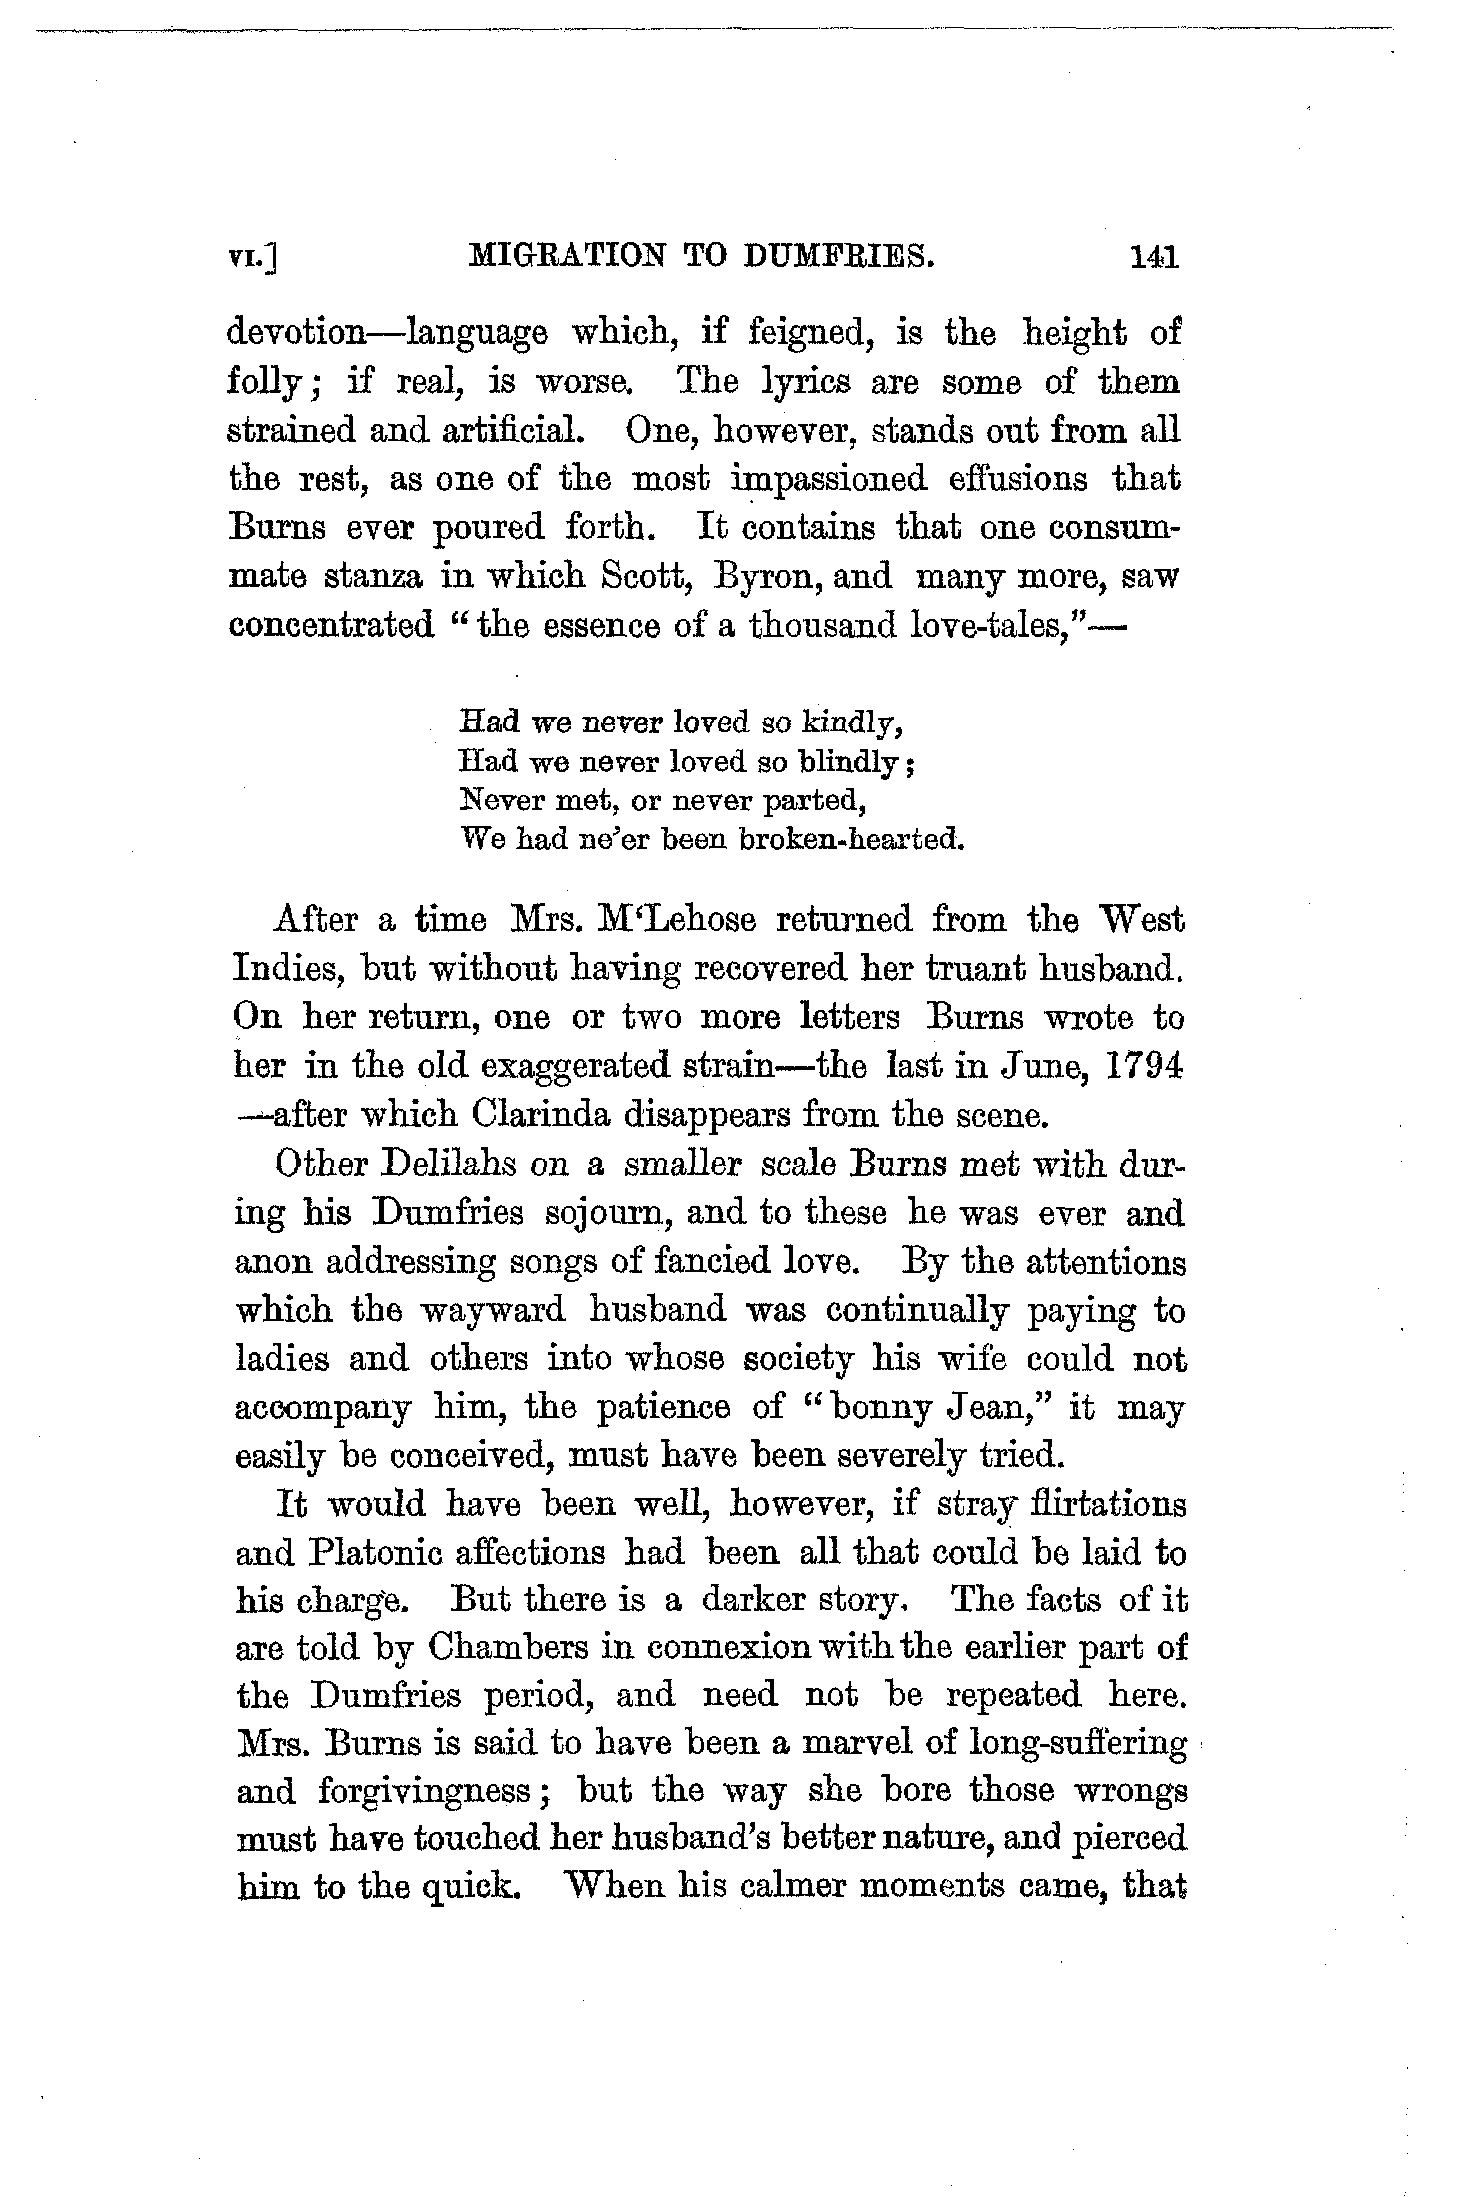 VI.] MIGRATION TO DUMFRIES. 141
devotion—language which, if feigned, is the height of
folly; if real, is worse. The lyrics are some of them
strained and artificial. One, however, stands out from all
the rest, as one of the most impassioned effusions that
Burns ever poured forth. It contains that one consum-
mate stanza in which Scott, Byron, and many more, saw
concentrated “the essence of a thousand love-tales,”—
Had we never loved so kindly,
Had we never loved so blindly;
Never met, or never parted,
We had ne’er been broken-hearted.
After a time Mrs. M‘Lehose returned from the West
Indies, but without having recovered her truant husband.
On her return, one or two more letters Burns wrote to
her in the old exaggerated strain—the last in June, 1794
—after which Clarinda disappears from the scene.
Other Delilahs on a smaller scale Burns met with dur-
ing his Dumfries sojourn, and to these he was ever and
anon addressing songs of fancied love. By the attentions
which the wayward husband was continually paying to
ladies and others into whose society his wife could not
accompany him, the patience of “bonny Jean,” it may
easily be conceived, must have been severely tried.
It would have been well, however, if stray flirtations
and Platonic affections had been all that could be laid to
his charge. But there is a darker story. The facts of it
are told by Chambers in connexion with the earlier part of
the Dumfries period, and need not be repeated here.
Mrs. Burns is said to have been a marvel of long-suffering
and forgivingness; but the way she bore those wrongs
must have touched her husband’s better nature, and pierced
him to the quick. When his calmer moments came, that